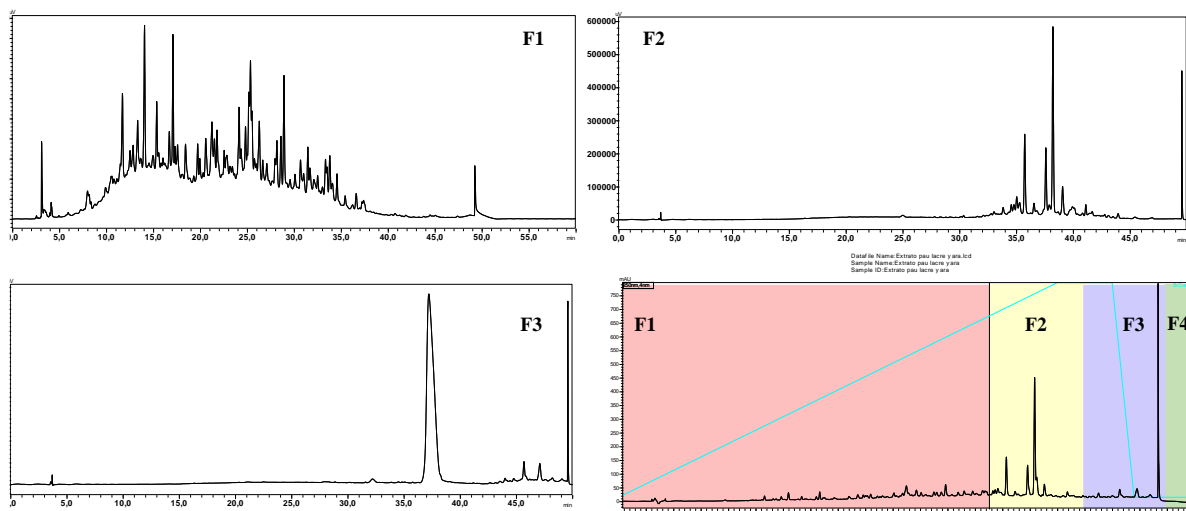 F1
0,0 5,0 10,0 15,0 20,0 25,0 30,0 35,0 40,0 45,0 50,0 55,0 min
uV
F2
600000
500000
400000
300000
200000
100000
0
0,0 5,0 10,0 15,0 20,0 25,0 30,0 35,0 40,0 45,0 min
Datafile Name:Extrato pau lacre yara.lcd
Sample Name:Extrato pau lacre yara
Sample ID:Extrato pau lacre yara
F3
0,0 5,0 10,0 15,0 20,0 25,0 30,0 35,0 40,0 45,0 min
mAU
F1
F2
F3
F4
750
700
650
600
550
500
450
400
350
300
250
200
150
100
50
0